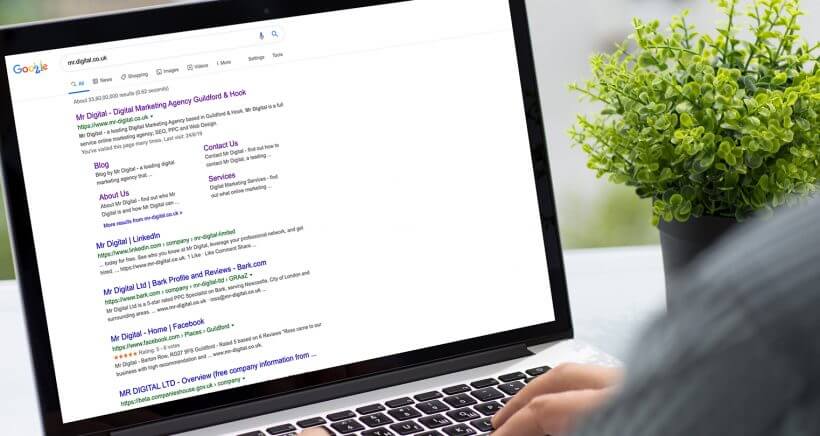 Google
mr.digital.co.uk
All News Shopping Images Videos More Settings Tools
About 33,60,00,000 results (0.62 seconds)
Mr Digital - Digital Marketing Agency Guildford & Hook
https://www.mr-digital.co.uk
Mr Digital - a leading Digital Marketing Agency based in Guildford & Hook. Mr Digital is a full
service online marketing agency; SEO, PPC and Web Design.
You've visited this page many times. Last visit: 24/8/19
Blog
Blog by Mr Digital - a leading digital
marketing agency that ...
Contact Us
Contact Mr Digital - find out how to
contact Mr Digital, a leading ...
About Us
About Mr Digital - find out who Mr
Digital is and how Mr Digital can ...
Services
Digital Marketing Services - find
out what online marketing ...
More results from mr-digital.co.uk »
Mr Digital | LinkedIn
https://www.linkedin.com › company › mr-digital-limited
... today for free. See who you know at Mr Digital, leverage your professional network, and get
hired. ... https://www.mr-digital.co.uk. 1 Like · Like Comment Share ...
Mr Digital Ltd | Bark Profile and Reviews - Bark.com
https://www.bark.com › company › mr-digital-ltd › GRAaZ
Mr Digital Ltd is a 5-star rated PPC Specialist on Bark, serving Newcastle, City of London and
surrounding areas. ... www.mr-digital.co.uk · ross@mr-digital.co.uk ...
Mr Digital - Home | Facebook
https://www.facebook.com › Places › Guildford
★★★★★ Rating: 5 - 6 votes
Mr Digital - Barton Row, RG27 9FS Guildford - Rated 5 based on 6 Reviews "Ross came to our
business with high recommendation and ... www.mr-digital.co.uk.
MR DIGITAL LTD - Overview (free company information from ...
https://beta.companieshouse.gov.uk › company